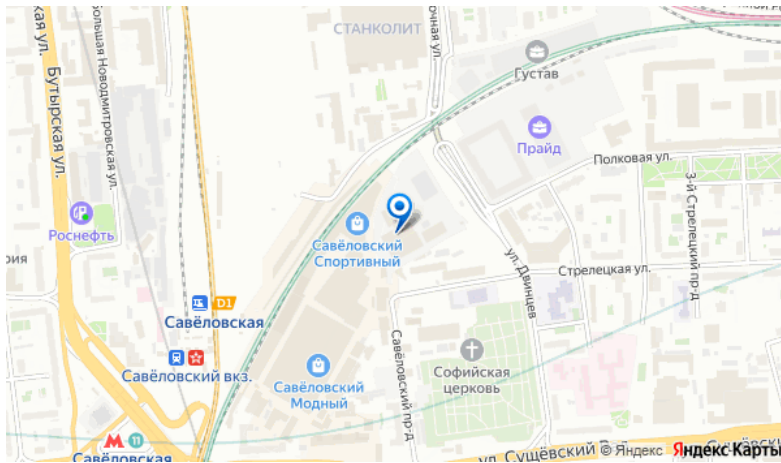 СТАНКОЛИТ
Густав
Прайд
Полковая ул.
Бутырская ул.
Большая Новодмитровская ул.
3-й Стрелецкий пр-д
Роснефть
Савёловский
Спортивный
ул. Двинцев
Стрелецкая ул.
D1
Савёловская
Савёловский вкз.
Савёловский
Модный
Савёловский пр-д
Софийская
церковь
11
Савёловская
ул. Сущёвский
© Яндекс Яндекс Карты